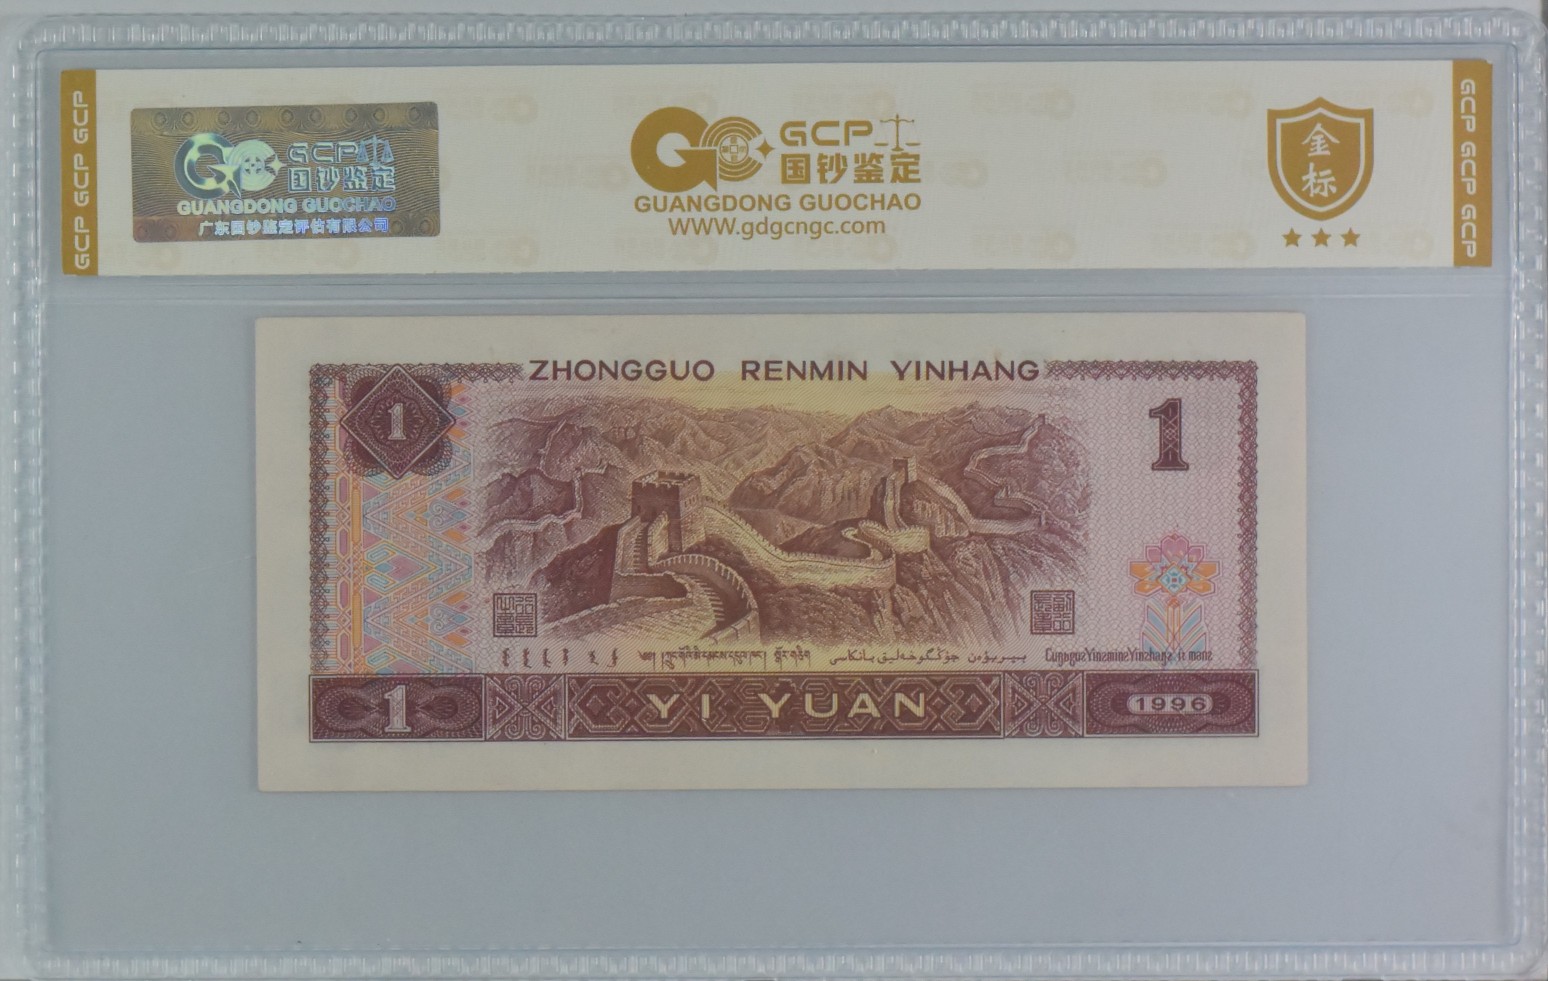 GCP GCP GCP
GCP
国钞鉴定
GUANGDONG GUOCHAO
广东国钞鉴定评估有限公司
GCP
国钞鉴定
GUANGDONG GUOCHAO
WWW.gdgcngc.com
金
标
GCP GCP GCP
ZHONGGUO RENMIN YINHANG
1
1
1
YI YUAN
1996